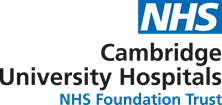 NHS
Cambridge
University Hospitals
NHS Foundation Trust